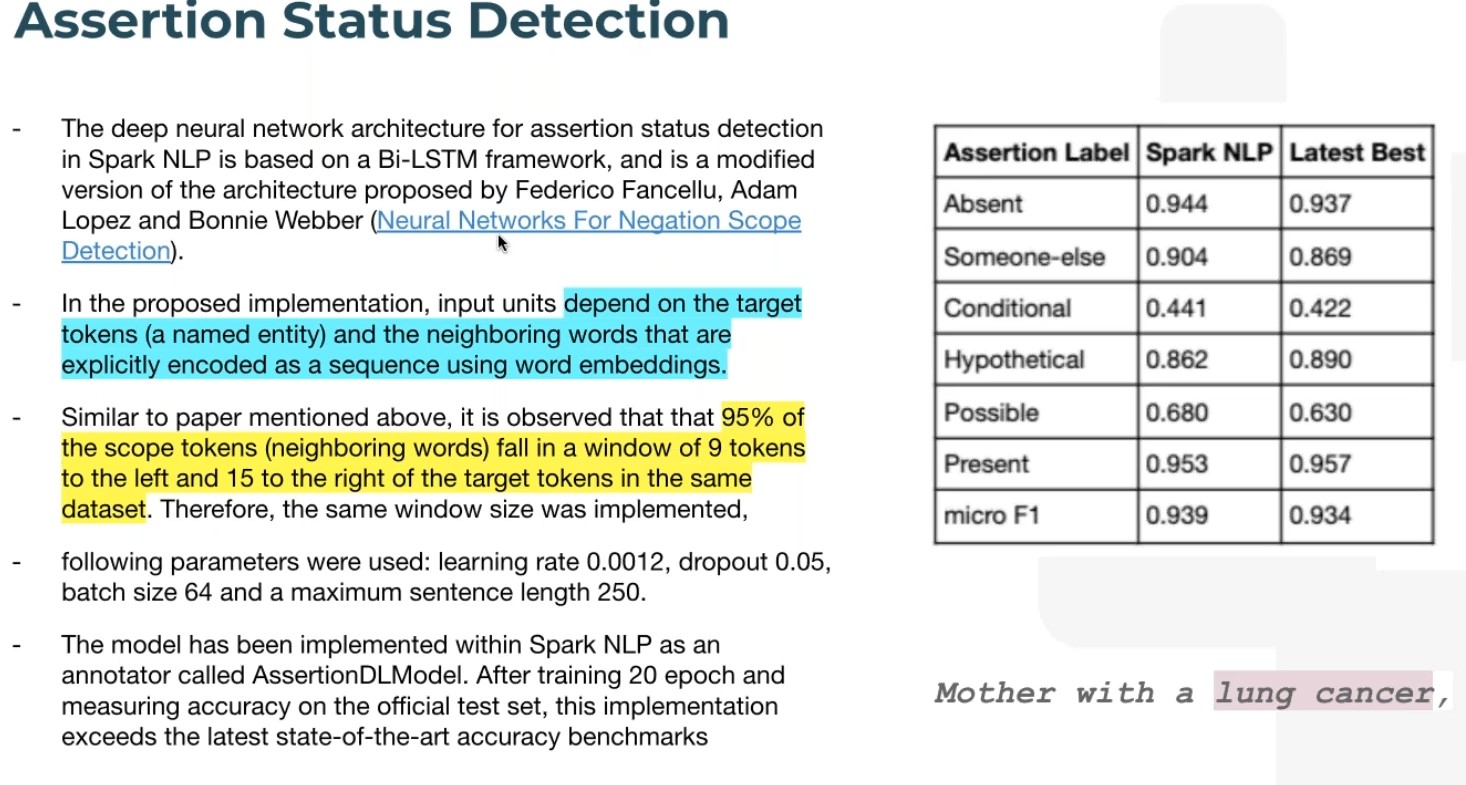 Assertion Status Detection
- The deep neural network architecture for assertion status detection
in Spark NLP is based on a Bi-LSTM framework, and is a modified
version of the architecture proposed by Federico Fancellu, Adam
Lopez and Bonnie Webber (Neural Networks For Negation Scope
Detection).
- In the proposed implementation, input units depend on the target
tokens (a named entity) and the neighboring words that are
explicitly encoded as a sequence using word embeddings.
- Similar to paper mentioned above, it is observed that that 95% of
the scope tokens (neighboring words) fall in a window of 9 tokens
to the left and 15 to the right of the target tokens in the same
dataset. Therefore, the same window size was implemented,
- following parameters were used: learning rate 0.0012, dropout 0.05,
batch size 64 and a maximum sentence length 250.
- The model has been implemented within Spark NLP as an
annotator called AssertionDLModel. After training 20 epoch and
measuring accuracy on the official test set, this implementation
exceeds the latest state-of-the-art accuracy benchmarks
Assertion Label Spark NLP Latest Best
Absent 0.944 0.937
Someone-else 0.904 0.869
Conditional 0.441 0.422
Hypothetical 0.862 0.890
Possible 0.680 0.630
Present 0.953 0.957
micro F1 0.939 0.934
Mother with a lung cancer,